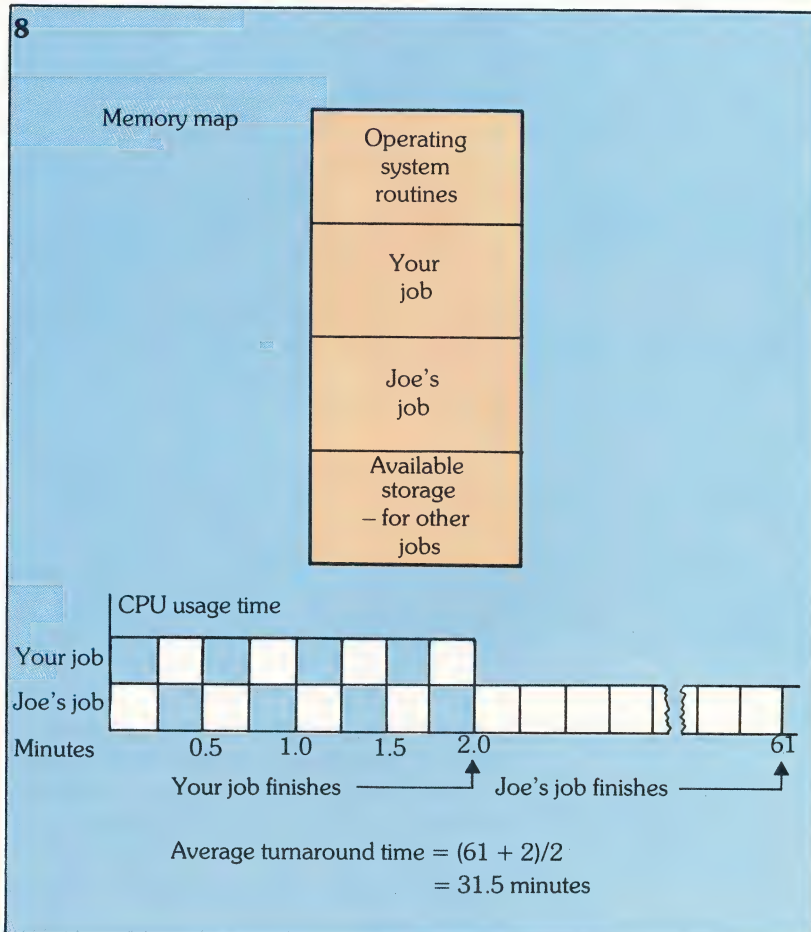 8
Memory map
Operating
system
routines
Your
job
Joe's
job
Available
storage
– for other
jobs
CPU usage time
Your job
Joe's job
Minutes 0.5 1.0 1.5 2.0 61
Your job finishes Joe's job finishes
Average turnaround time = (61 + 2)/2
= 31.5 minutes